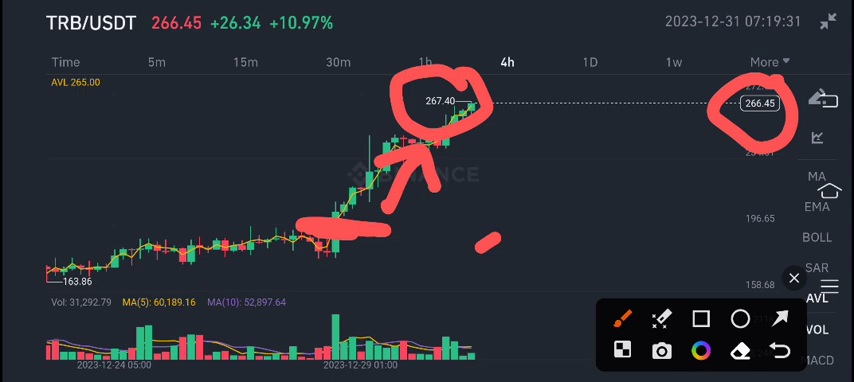 TRB/USDT 266.45 +26.34 +10.97% 2023-12-31 07:19:31
Time 5m 15m 30m 1h 4h 1D 1w More
AVL 265.00
267.40
266.45
MA
BINANCE
EMA
196.65
BOLL
SAR
163.86
158.68
AVL
Vol: 31,292.79 MA(5): 60,189.16 MA(10): 52,897.64
VOL
MACD
2023-12-24 05:00 2023-12-29 01:00